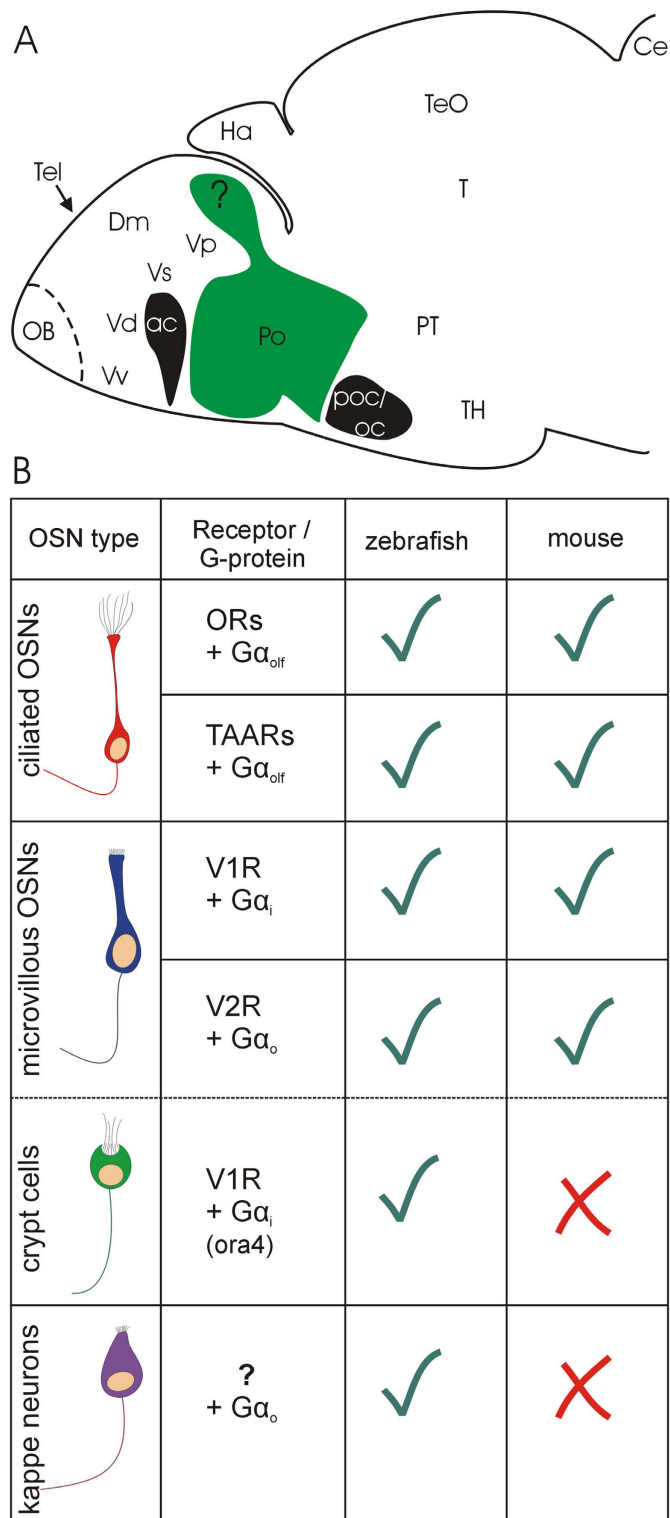 A
Ce
TeO
Ha
T
Tel
?
Dm
Vp
Vs
OB
Vd
ac
Po
PT
Vv
poc/
oc
TH
B
OSN type
Receptor /
G-protein
zebrafish
mouse
ciliated OSNs
ORs
+ Gαolf
TAARs
+ Gαolf
microvillous OSNs
V1R
+ Gαi
V2R
+ Gαo
crypt cells
V1R
+ Gαi
(ora4)
kappe neurons
?
+ Gαo